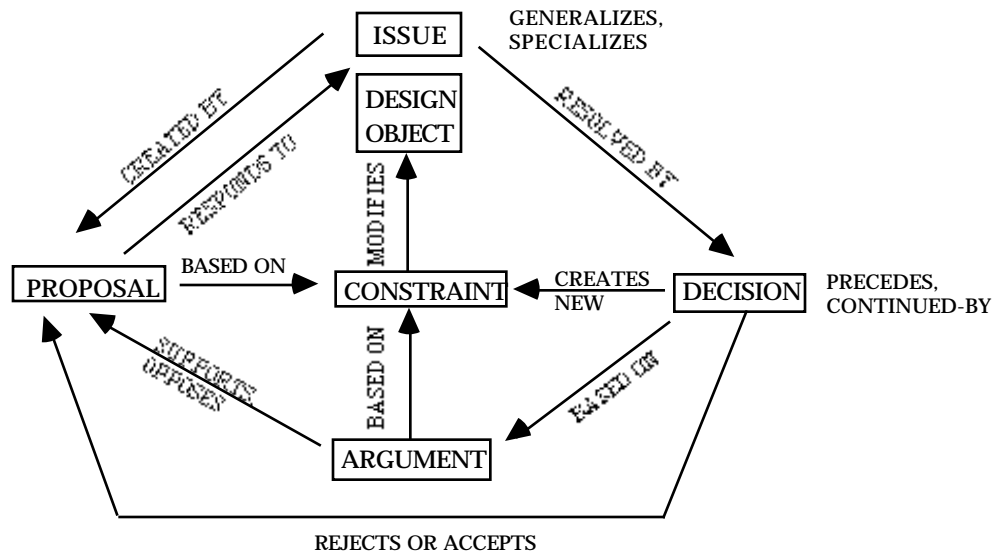 GENERALIZES,
SPECIALIZES
ISSUE
DESIGN
OBJECT
CREATED BY
RESPONDS TO
RESOLVED BY
MODIFIES
PROPOSAL
BASED ON
CONSTRAINT
CREATES
NEW
DECISION
PRECEDES,
CONTINUED-BY
SUPPORTS,
OPPOSES
BASED ON
BASED ON
ARGUMENT
REJECTS OR ACCEPTS